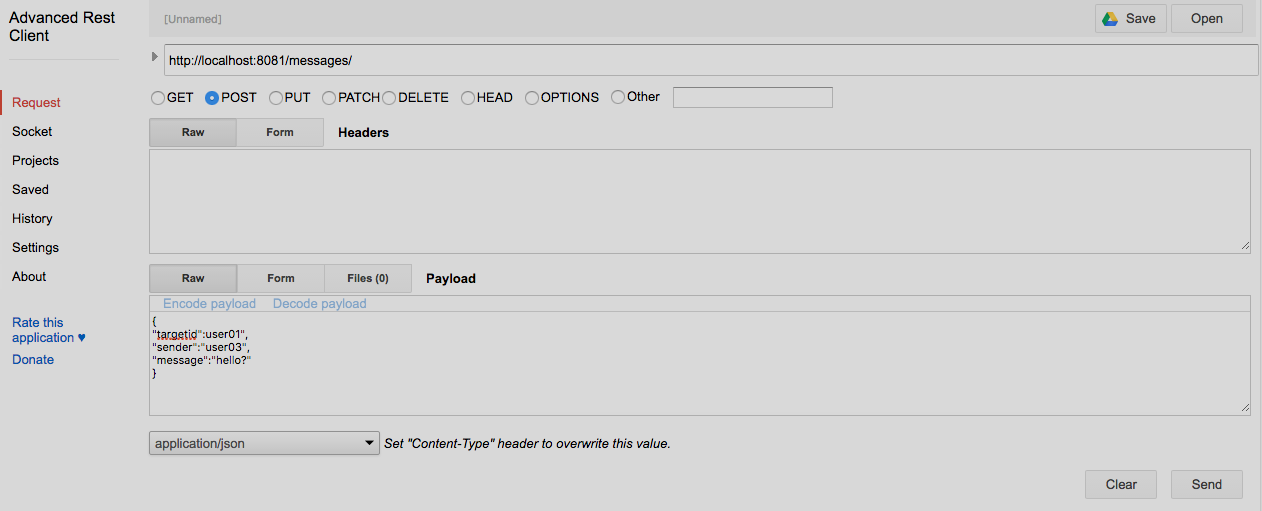 Advanced Rest
Client
[Unnamed]
Save
Open
http://localhost:8081/messages/
GET POST PUT PATCH DELETE HEAD OPTIONS Other
Request
Socket
Projects
Saved
History
Settings
About
Rate this
application ♥
Donate
Raw Form Headers
Raw Form Files (0) Payload
Encode payload Decode payload
{
"targetid":user01",
"sender":"user03",
"message":"hello?"
}
application/json Set "Content-Type" header to overwrite this value.
Clear Send